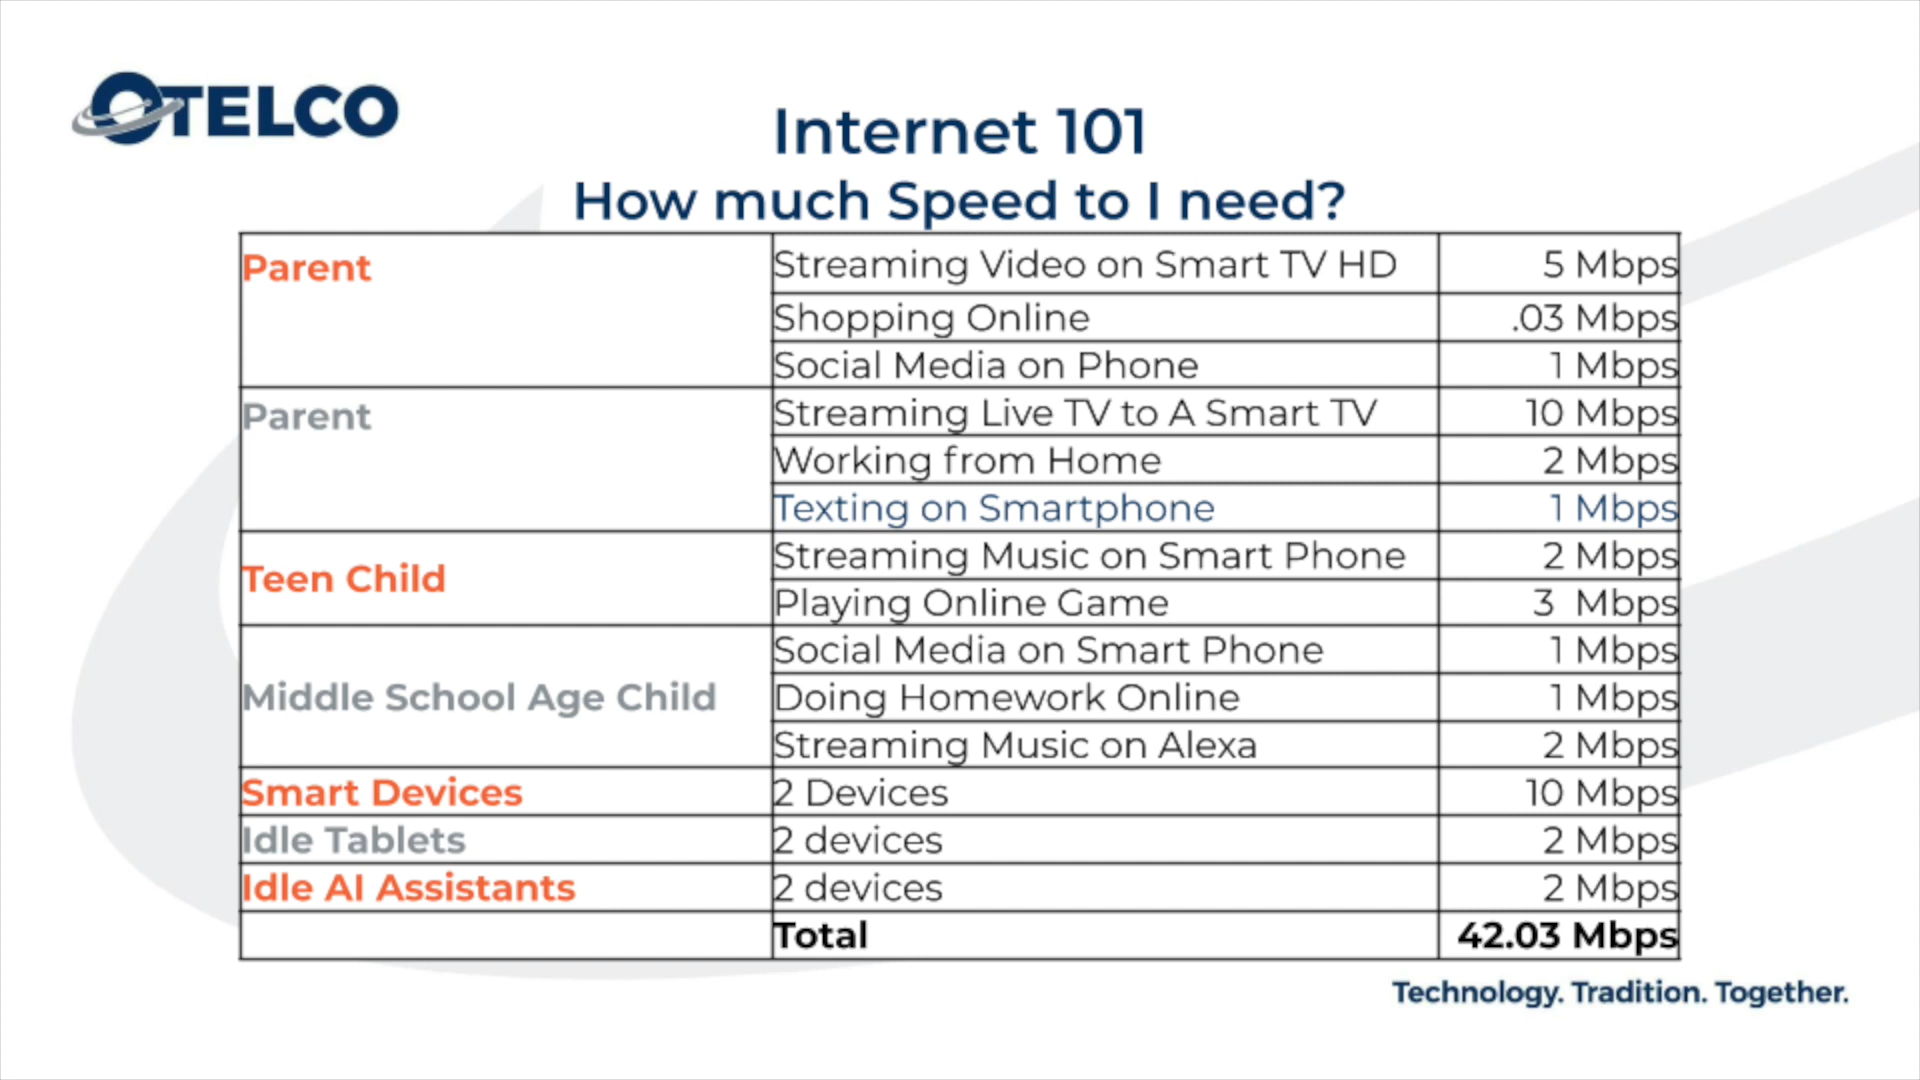 OTELCO
Internet 101
How much Speed to I need?
Parent
Streaming Video on Smart TV HD
5 Mbps
Shopping Online
.03 Mbps
Social Media on Phone
1 Mbps
Parent
Streaming Live TV to A Smart TV
10 Mbps
Working from Home
2 Mbps
Texting on Smartphone
1 Mbps
Teen Child
Streaming Music on Smart Phone
2 Mbps
Playing Online Game
3 Mbps
Middle School Age Child
Social Media on Smart Phone
1 Mbps
Doing Homework Online
1 Mbps
Streaming Music on Alexa
2 Mbps
Smart Devices
2 Devices
10 Mbps
Idle Tablets
2 devices
2 Mbps
Idle AI Assistants
2 devices
2 Mbps
Total
42.03 Mbps
Technology. Tradition. Together.